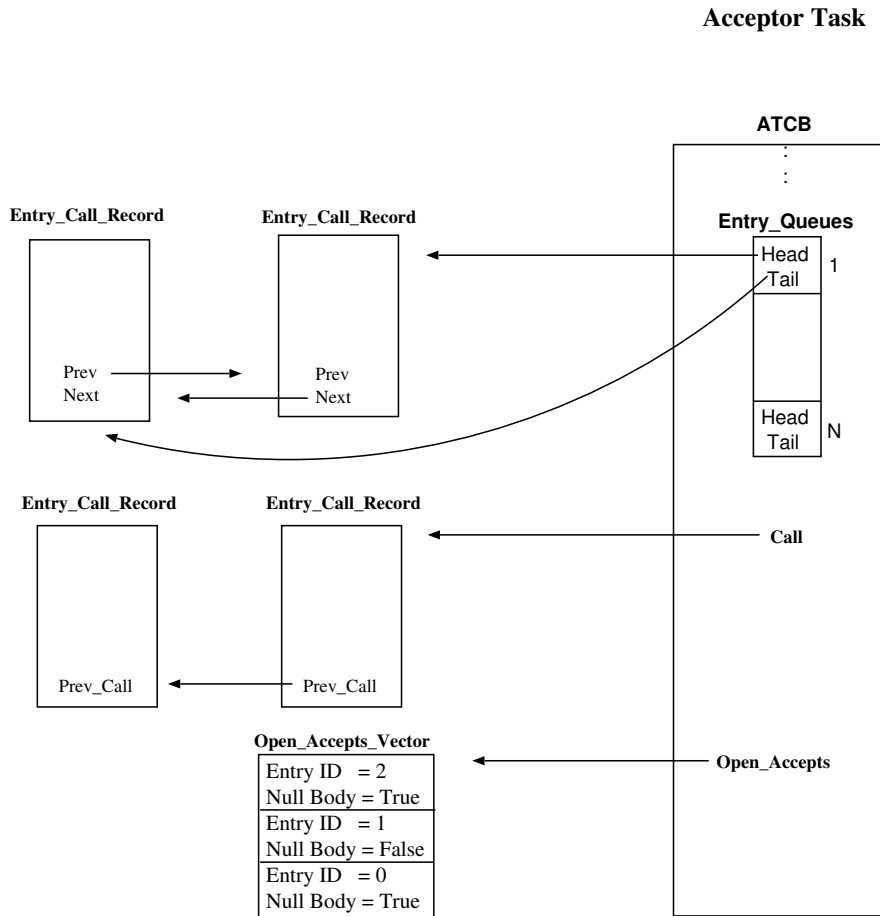 Acceptor Task
ATCB
:
:
Entry_Call_Record
Entry_Call_Record
Entry_Queues
Head
Tail
1
Prev
Next
Prev
Next
Head
Tail
N
Entry_Call_Record
Entry_Call_Record
Call
Prev_Call
Prev_Call
Open_Accepts_Vector
Open_Accepts
Entry ID = 2
Null Body = True
Entry ID = 1
Null Body = False
Entry ID = 0
Null Body = True